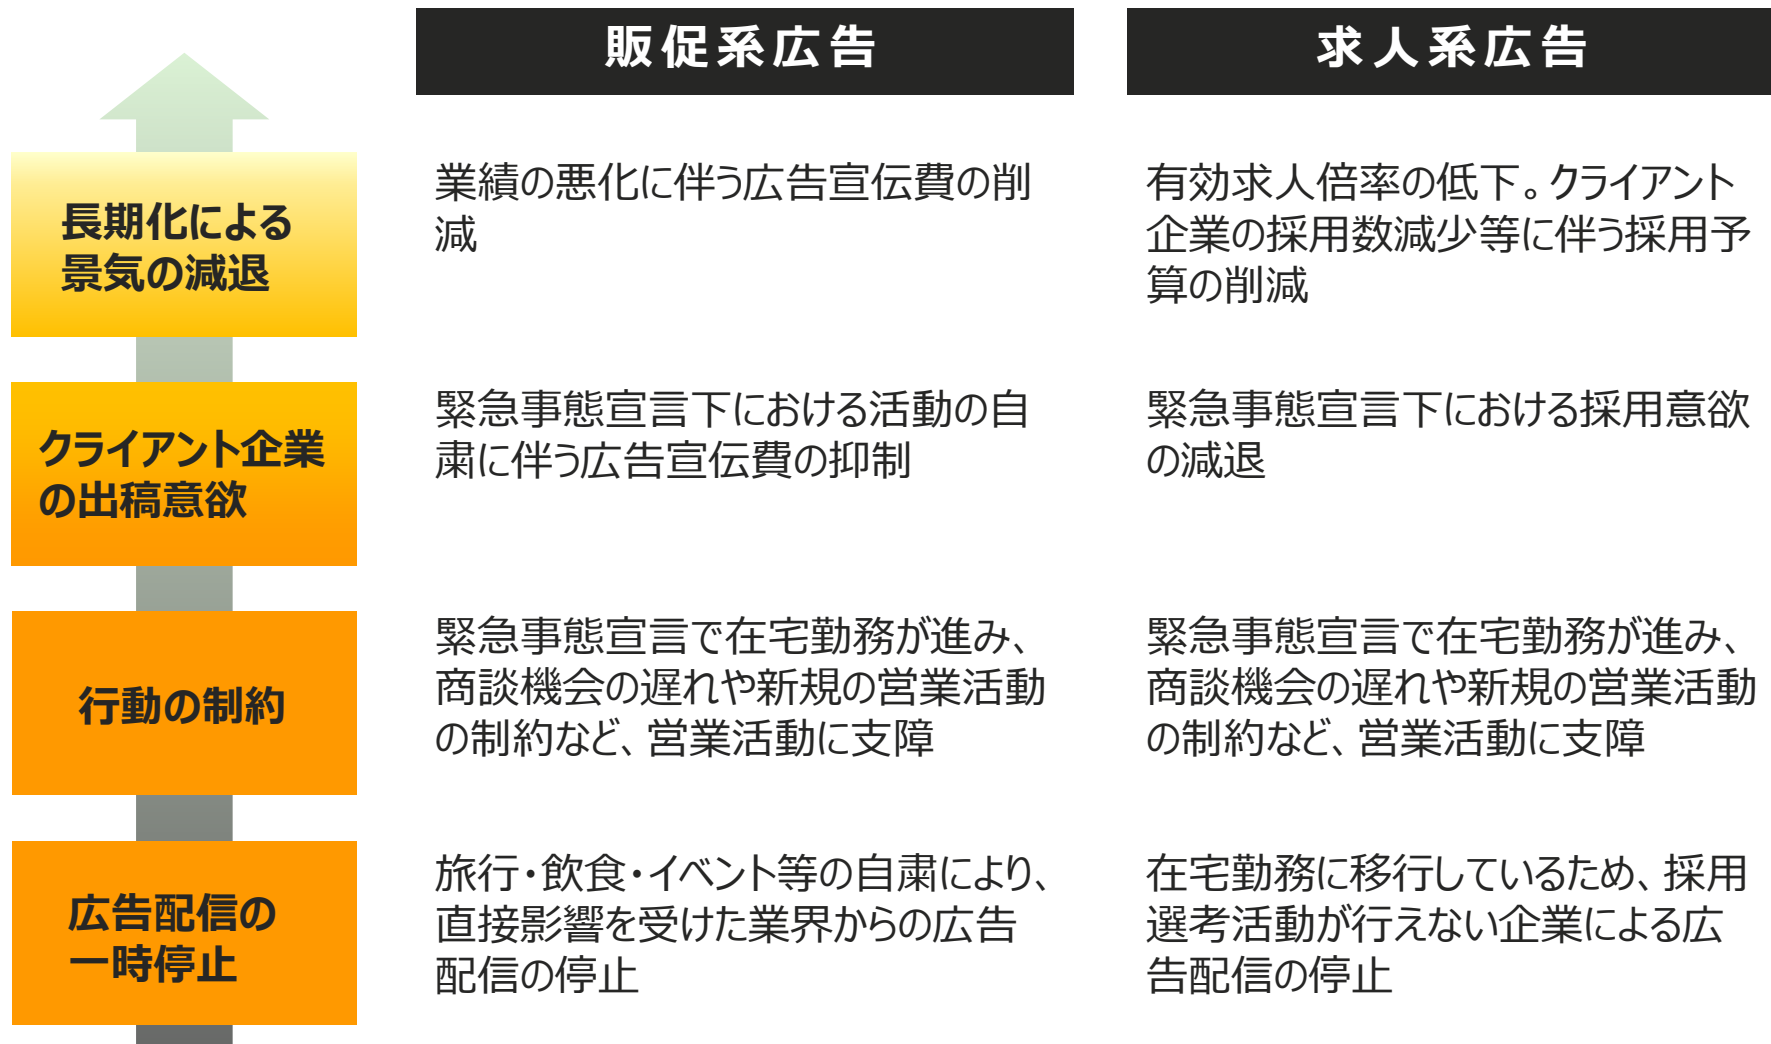 販促系広告
求人系広告
長期化による
景気の減退
業績の悪化に伴う広告宣伝費の削
減
有効求人倍率の低下。クライアント
企業の採用数減少等に伴う採用予
算の削減
クライアント企業
の出稿意欲
緊急事態宣言下における活動の自
粛に伴う広告宣伝費の抑制
緊急事態宣言下における採用意欲
の減退
行動の制約
緊急事態宣言で在宅勤務が進み、
商談機会の遅れや新規の営業活動
の制約など、営業活動に支障
緊急事態宣言で在宅勤務が進み、
商談機会の遅れや新規の営業活動
の制約など、営業活動に支障
広告配信の
一時停止
旅行・飲食・イベント等の自粛により、
直接影響を受けた業界からの広告
配信の停止
在宅勤務に移行しているため、採用
選考活動が行えない企業による広
告配信の停止